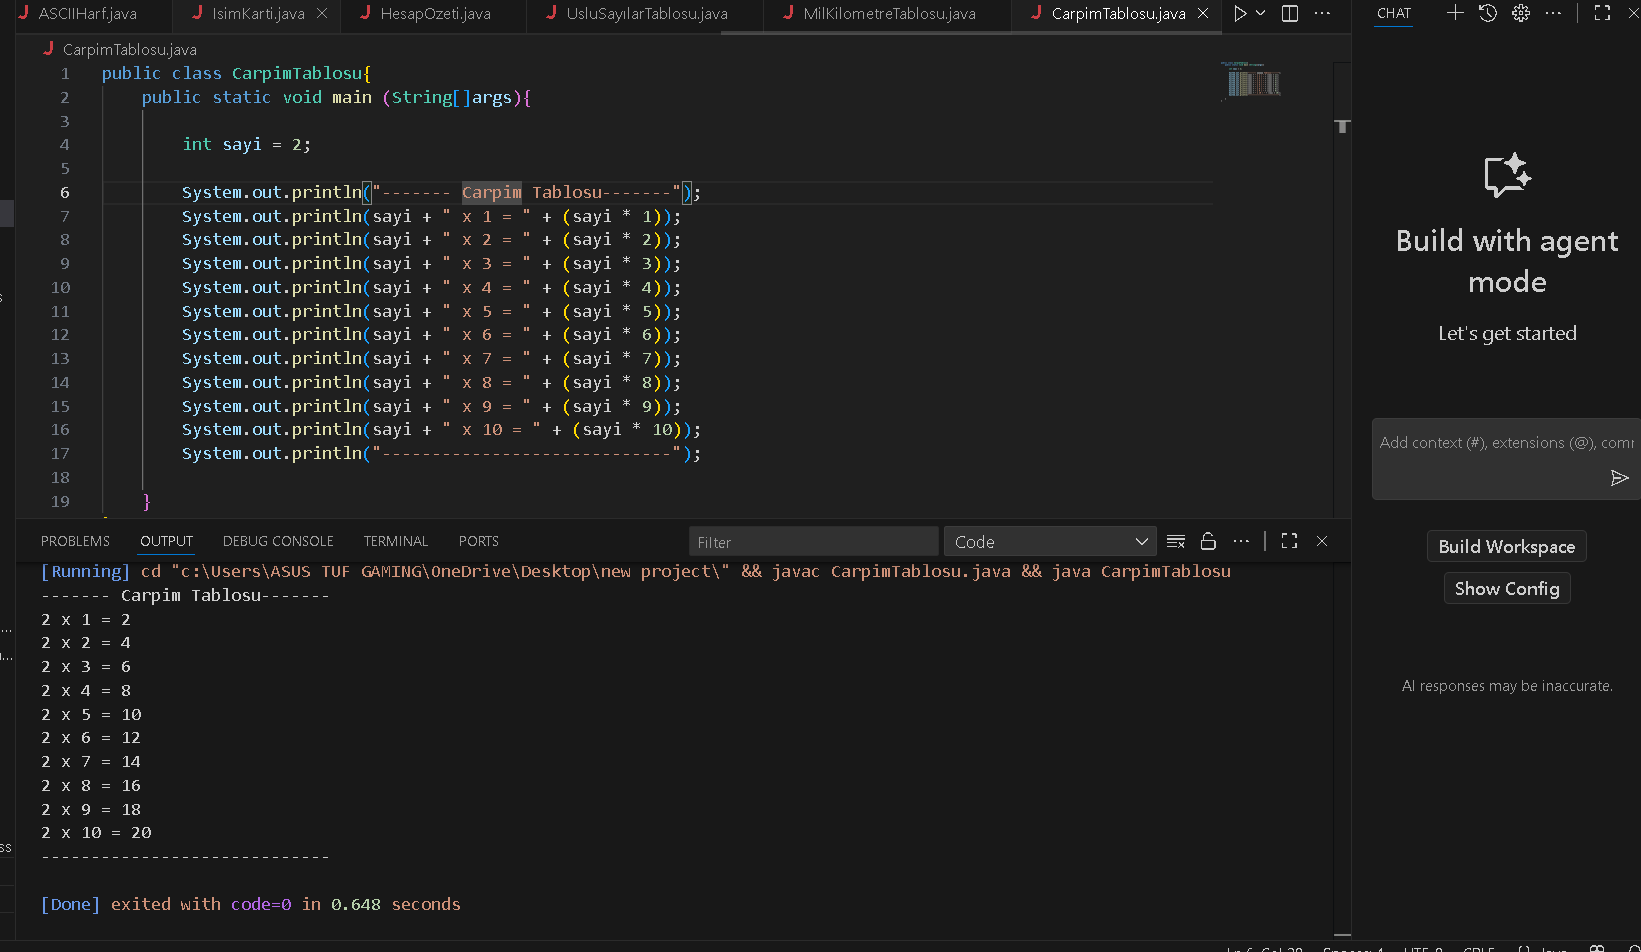 ASCIIHarf.java IsimKarti.java HesapOzeti.java UsluSayılarTablosu.java MilKilometreTablosu.java CarpimTablosu.java
CarpimTablosu.java
1 public class CarpimTablosu{
2 public static void main (String[]args){
3
4 int sayi = 2;
5
6 System.out.println("------- Carpim Tablosu-------");
7 System.out.println(sayi + " x 1 = " + (sayi * 1));
8 System.out.println(sayi + " x 2 = " + (sayi * 2));
9 System.out.println(sayi + " x 3 = " + (sayi * 3));
10 System.out.println(sayi + " x 4 = " + (sayi * 4));
11 System.out.println(sayi + " x 5 = " + (sayi * 5));
12 System.out.println(sayi + " x 6 = " + (sayi * 6));
13 System.out.println(sayi + " x 7 = " + (sayi * 7));
14 System.out.println(sayi + " x 8 = " + (sayi * 8));
15 System.out.println(sayi + " x 9 = " + (sayi * 9));
16 System.out.println(sayi + " x 10 = " + (sayi * 10));
17 System.out.println("-----------------------------");
18
19 }
PROBLEMS OUTPUT DEBUG CONSOLE TERMINAL PORTS Filter Code
[Running] cd "c:\Users\ASUS TUF GAMING\OneDrive\Desktop\new project\" && javac CarpimTablosu.java && java CarpimTablosu
------- Carpim Tablosu-------
2 x 1 = 2
2 x 2 = 4
2 x 3 = 6
2 x 4 = 8
2 x 5 = 10
2 x 6 = 12
2 x 7 = 14
2 x 8 = 16
2 x 9 = 18
2 x 10 = 20
-----------------------------
[Done] exited with code=0 in 0.648 seconds
CHAT
Build with agent
mode
Let's get started
Add context (#), extensions (@), comm
Build Workspace
Show Config
AI responses may be inaccurate.